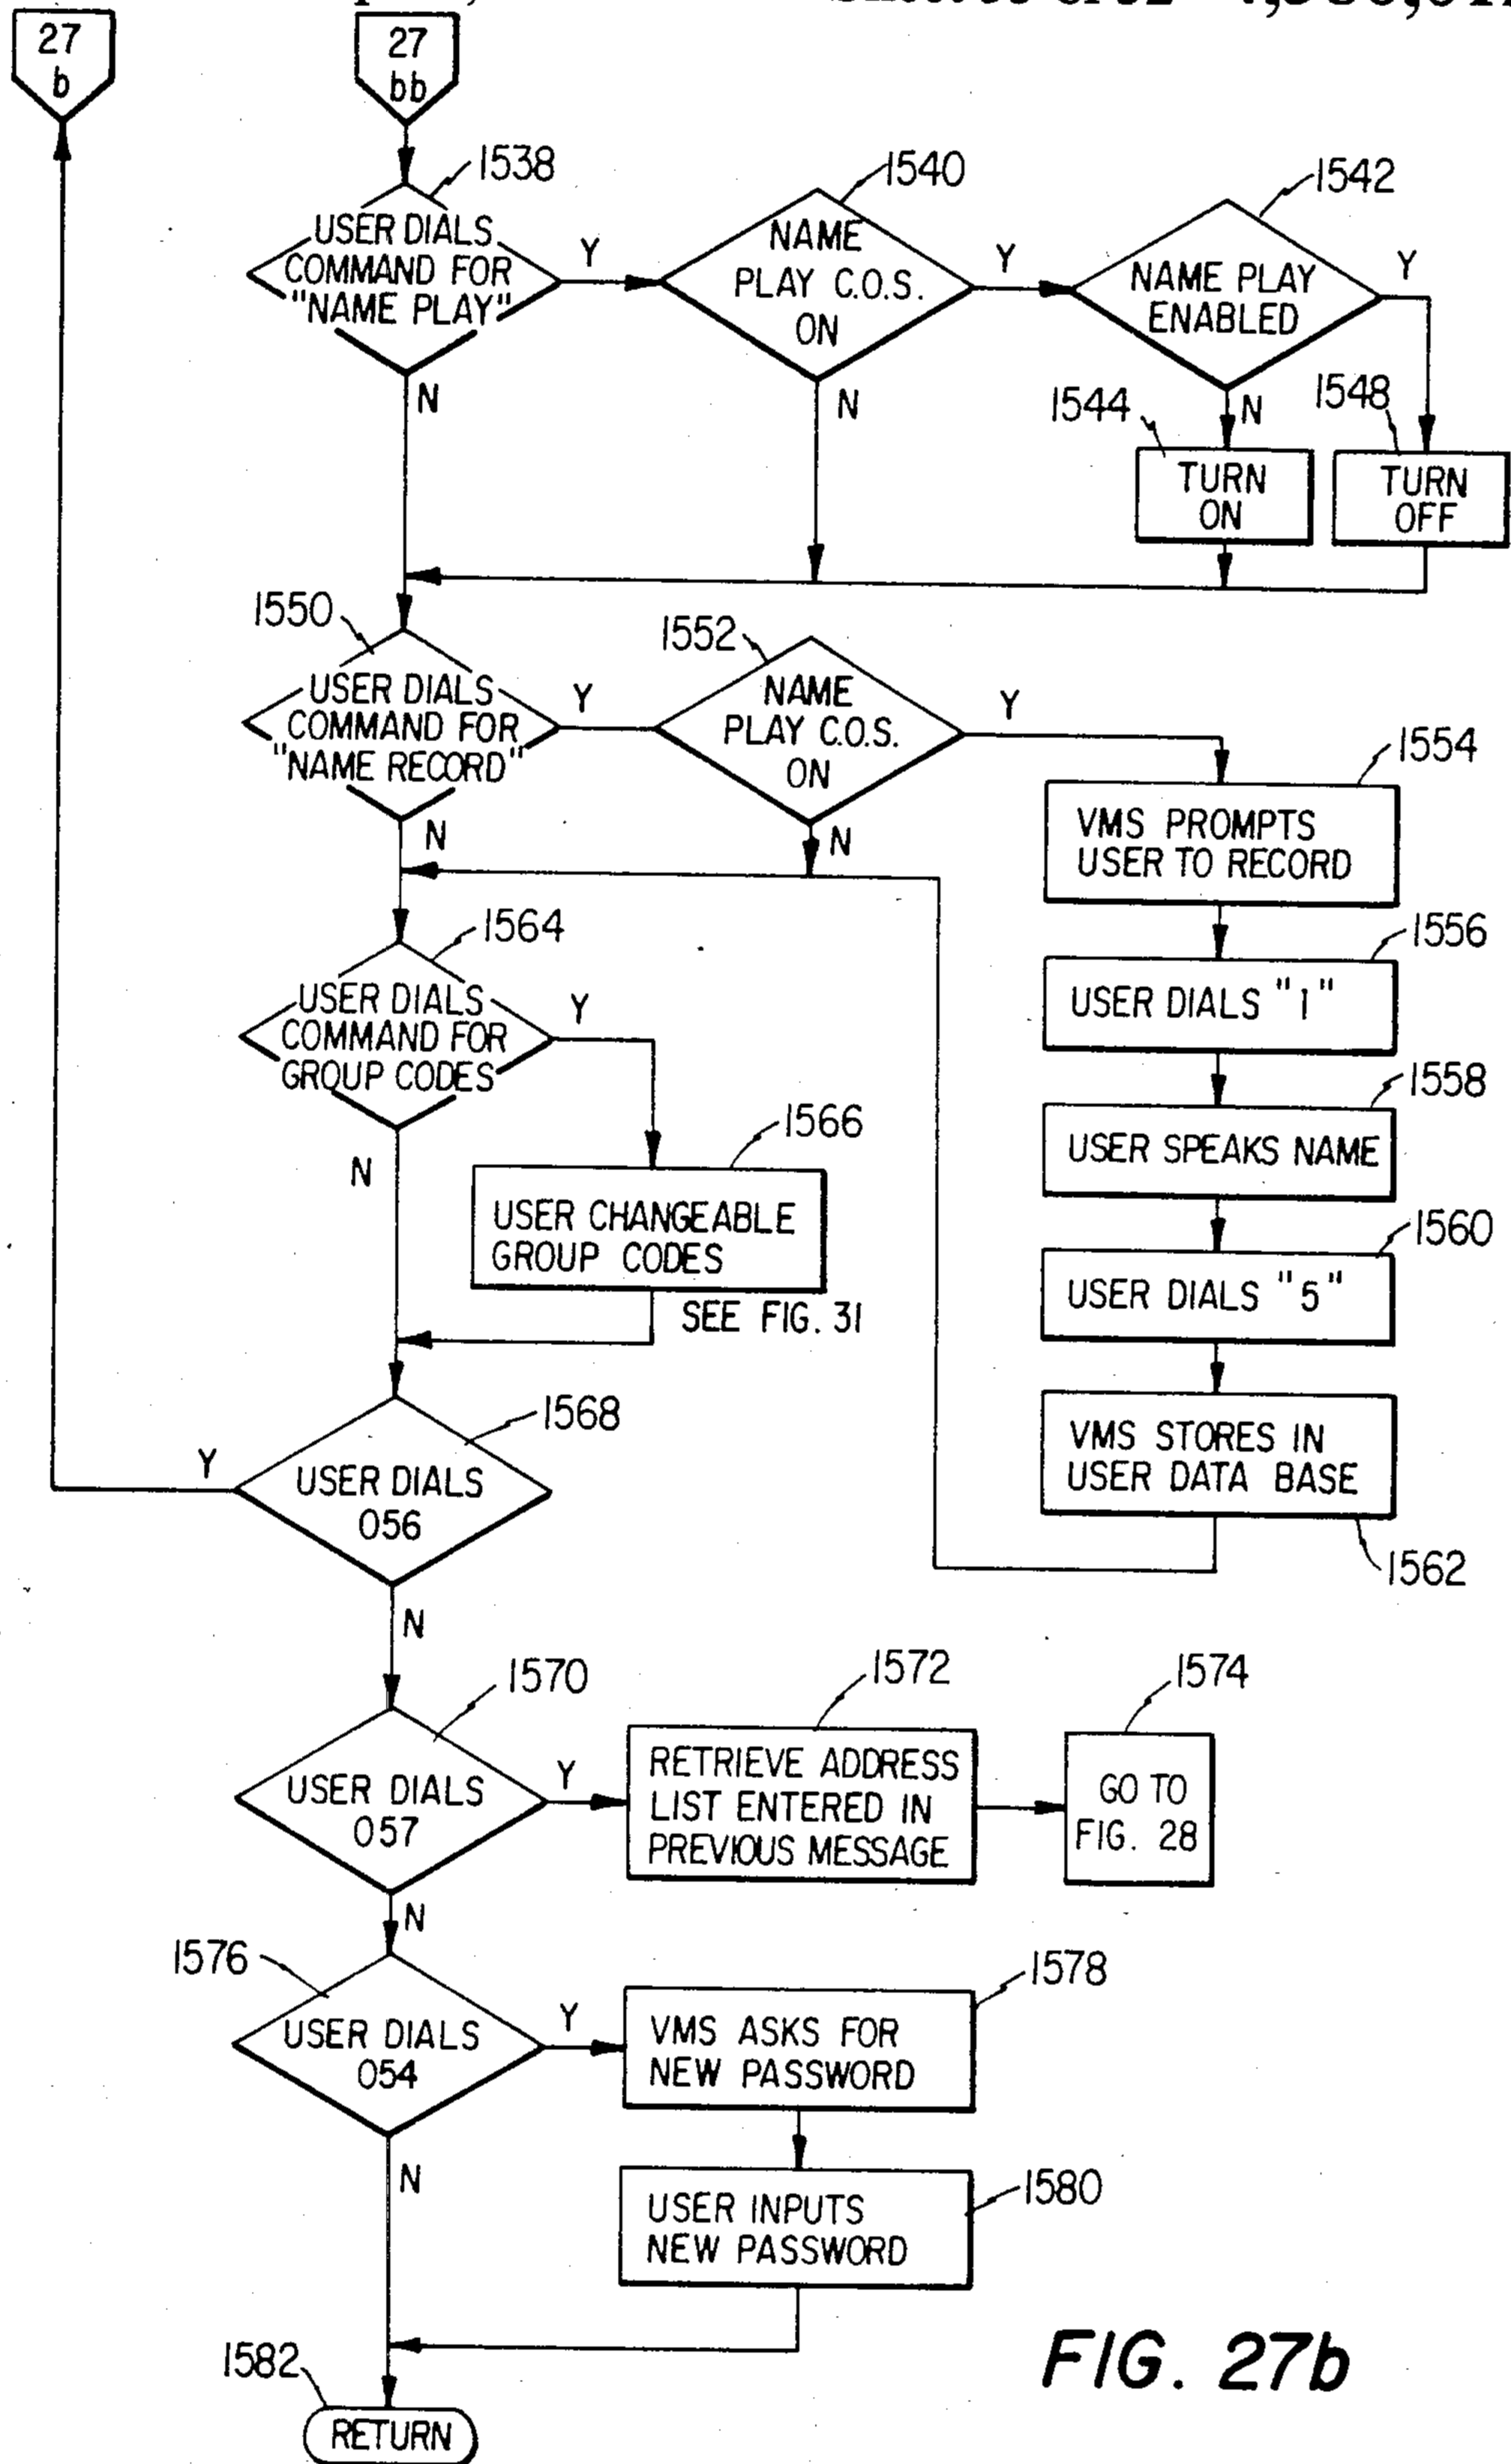 27
b
27
bb
1538
USER DIALS
COMMAND FOR
"NAME PLAY"
Y
N
1540
NAME
PLAY C.O.S.
ON
Y
N
1542
NAME PLAY
ENABLED
Y
N
1544
TURN
ON
1548
TURN
OFF
1550
USER DIALS
COMMAND FOR
"NAME RECORD"
Y
N
1552
NAME
PLAY C.O.S.
ON
Y
N
1554
VMS PROMPTS
USER TO RECORD
1556
USER DIALS "1"
1558
USER SPEAKS NAME
1560
USER DIALS "5"
VMS STORES IN
USER DATA BASE
1562
1564
USER DIALS
COMMAND FOR
GROUP CODES
Y
N
1566
USER CHANGEABLE
GROUP CODES
SEE FIG. 31
1568
USER DIALS
056
Y
N
1570
USER DIALS
057
Y
N
1572
RETRIEVE ADDRESS
LIST ENTERED IN
PREVIOUS MESSAGE
1574
GO TO
FIG. 28
1576
USER DIALS
054
Y
N
1578
VMS ASKS FOR
NEW PASSWORD
1580
USER INPUTS
NEW PASSWORD
1582
RETURN
FIG. 27b